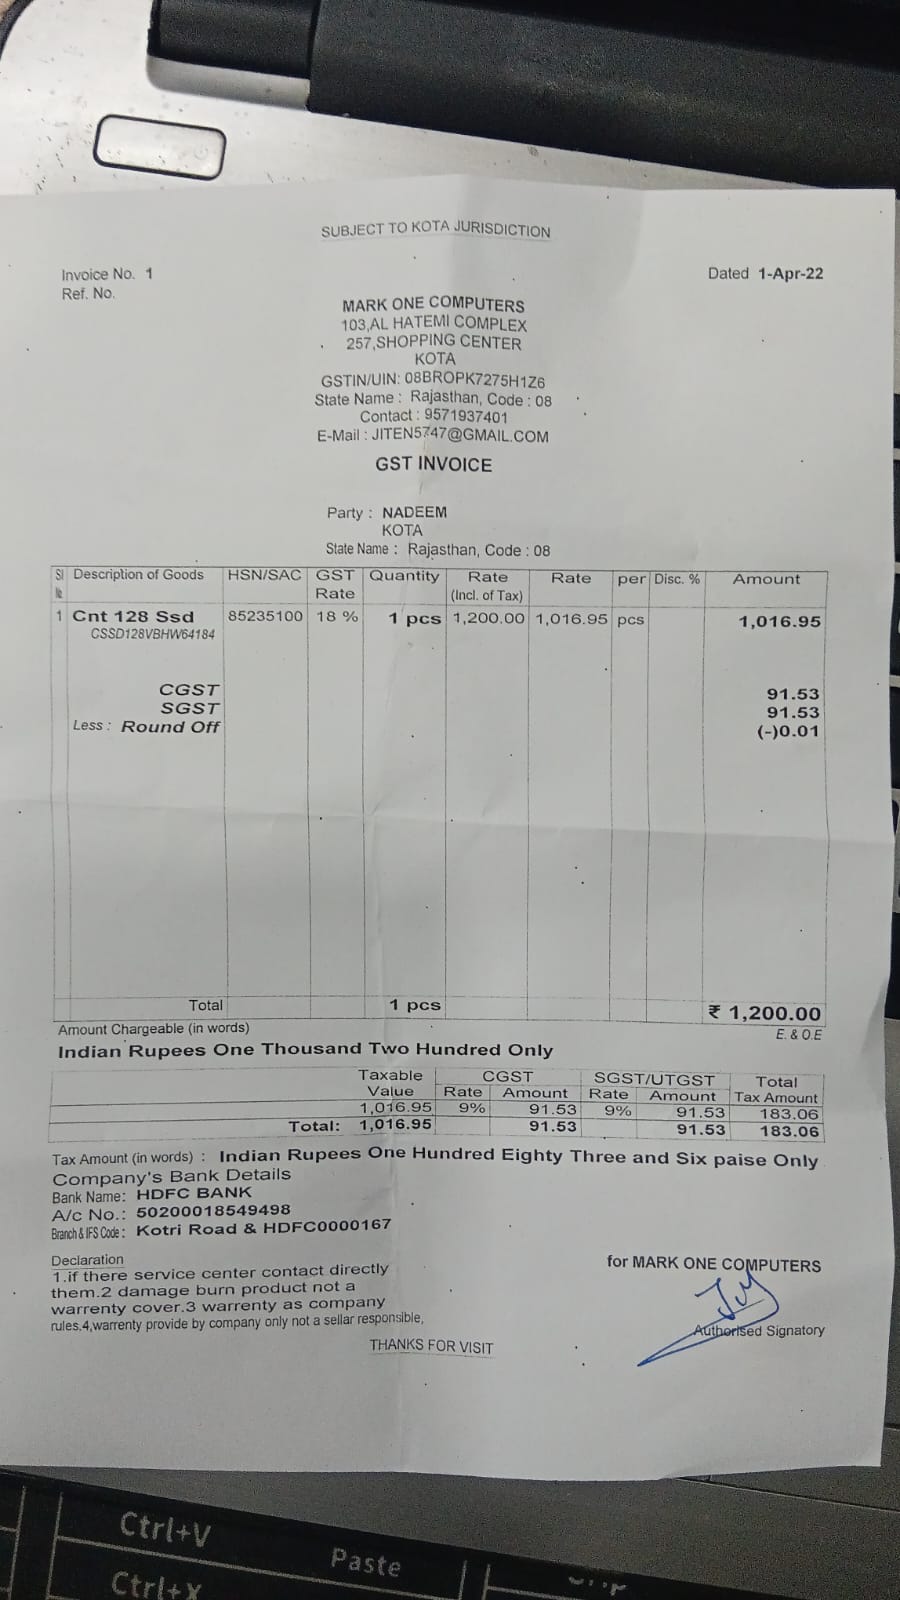 SUBJECT TO KOTA JURISDICTION
Invoice No. 1
Dated 1-Apr-22
Ref. No.
MARK ONE COMPUTERS
103,AL HATEMI COMPLEX
257,SHOPPING CENTER
KOTA
GSTIN/UIN: 08BROPK7275H1Z6
State Name : Rajasthan, Code : 08
Contact : 9571937401
E-Mail : JITEN5747@GMAIL.COM
GST INVOICE
Party : NADEEM
KOTA
State Name : Rajasthan, Code : 08
Sl Description of Goods HSN/SAC GST Quantity Rate Rate per Disc. % Amount
No. Rate (Incl. of Tax)
1 Cnt 128 Ssd 85235100 18 % 1 pcs 1,200.00 1,016.95 pcs 1,016.95
CSSD128VBHW64184
CGST 91.53
SGST 91.53
Less : Round Off (-)0.01
Total 1 pcs ₹ 1,200.00
Amount Chargeable (in words) E. & O.E
Indian Rupees One Thousand Two Hundred Only
Taxable CGST SGST/UTGST Total
Value Rate Amount Rate Amount Tax Amount
1,016.95 9% 91.53 9% 91.53 183.06
Total: 1,016.95 91.53 91.53 183.06
Tax Amount (in words) : Indian Rupees One Hundred Eighty Three and Six paise Only
Company's Bank Details
Bank Name: HDFC BANK
A/c No.: 50200018549498
Branch & IFS Code : Kotri Road & HDFC0000167
Declaration
1.if there service center contact directly
them.2 damage burn product not a
warrenty cover.3 warrenty as company
rules.4,warrenty provide by company only not a sellar responsible,
for MARK ONE COMPUTERS
Authorised Signatory
THANKS FOR VISIT
Ctrl+V
Paste
Ctrl+X